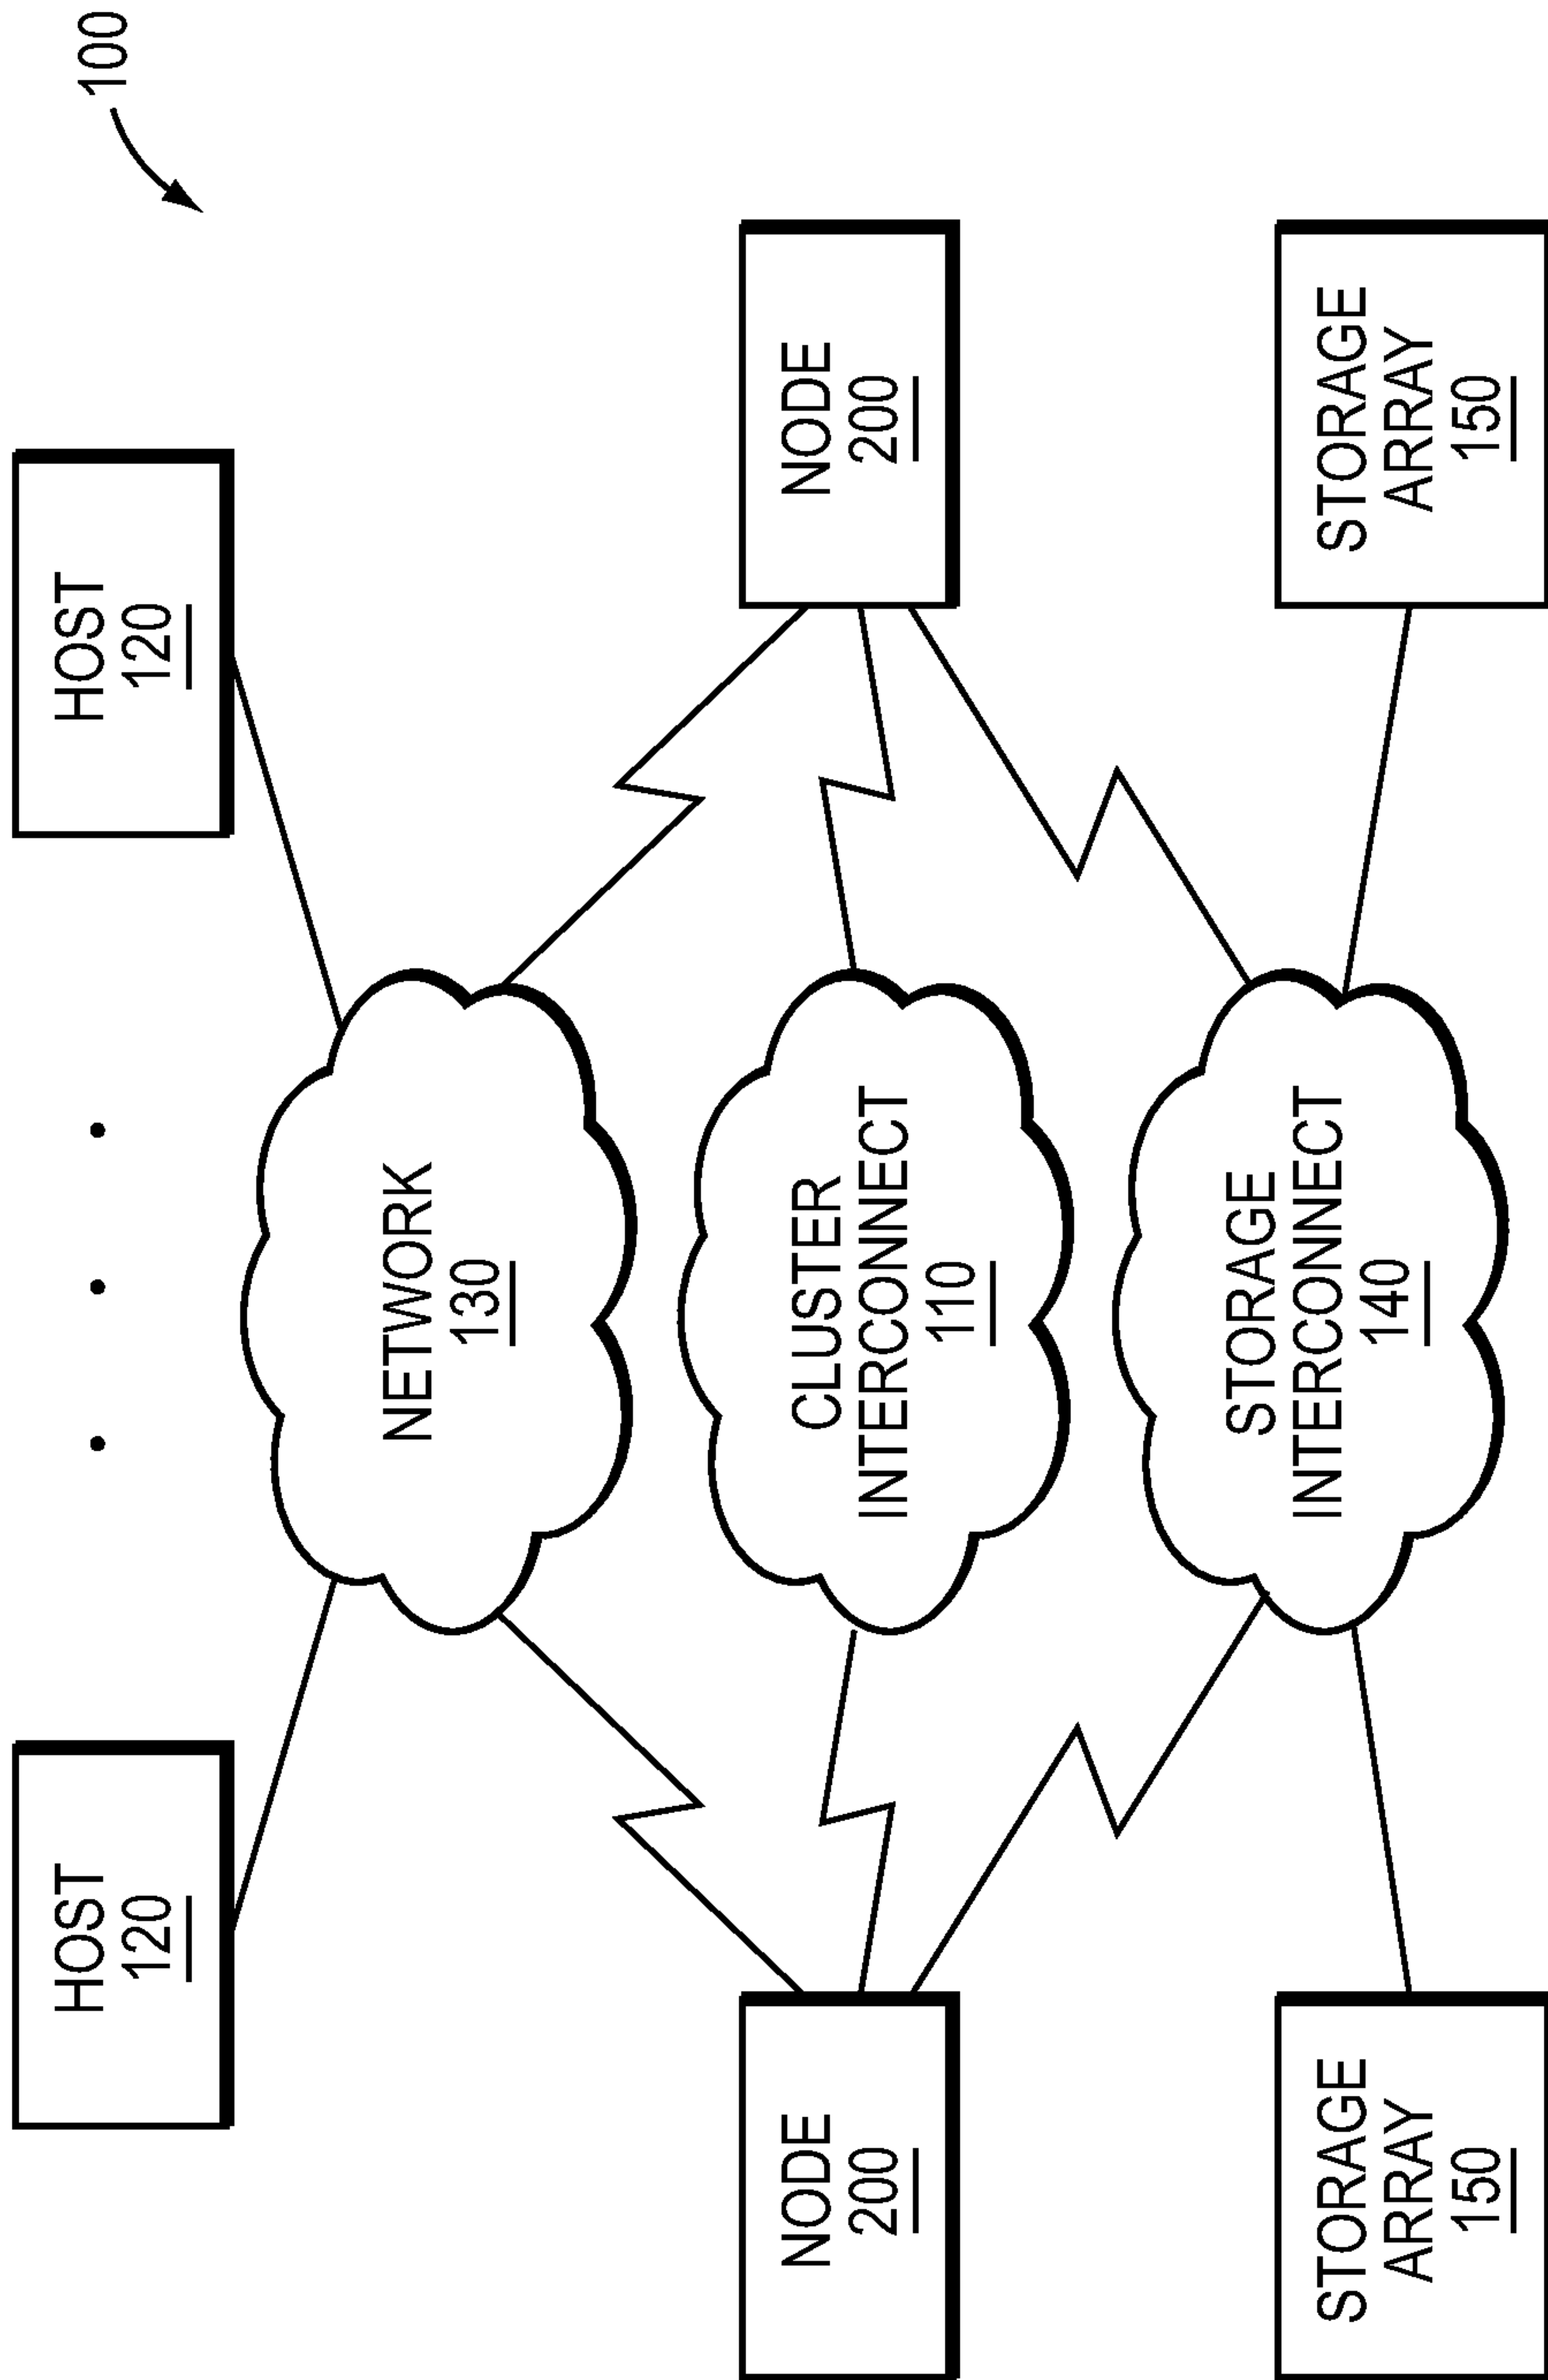 100
HOST
120
HOST
120
NETWORK
130
NODE
200
CLUSTER
INTERCONNECT
110
NODE
200
STORAGE
ARRAY
150
STORAGE
INTERCONNECT
140
STORAGE
ARRAY
150